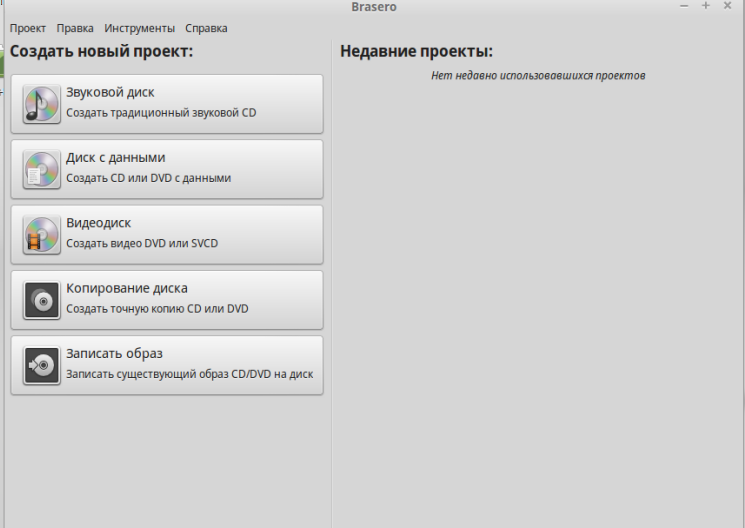 Brasero
Проект Правка Инструменты Справка
Создать новый проект:
Звуковой диск
Создать традиционный звуковой CD
Диск с данными
Создать CD или DVD с данными
Видеодиск
Создать видео DVD или SVCD
Копирование диска
Создать точную копию CD или DVD
Записать образ
Записать существующий образ CD/DVD на диск
Недавние проекты:
Нет недавно использовавшихся проектов